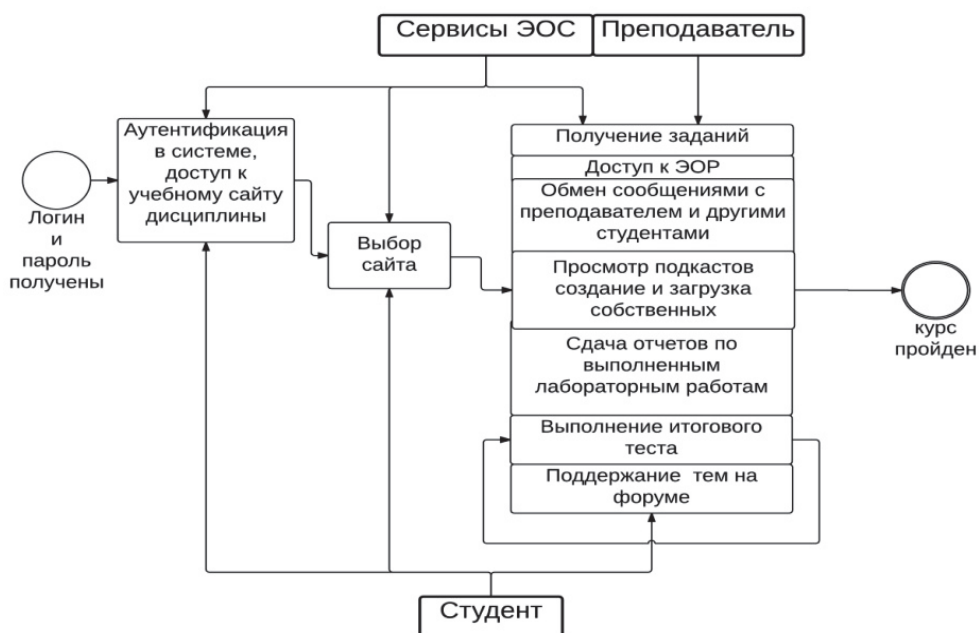 Сервисы ЭОС
Преподаватель
Аутентификация
в системе,
доступ к
учебному сайту
дисциплины
Логин
и
пароль
получены
Выбор
сайта
Получение заданий
Доступ к ЭОР
Обмен сообщениями с
преподавателем и другими
студентами
Просмотр подкастов
создание и загрузка
собственных
Сдача отчетов по
выполненным
лабораторным работам
Выполнение итогового
теста
Поддержание тем на
форуме
курс
пройден
Студент